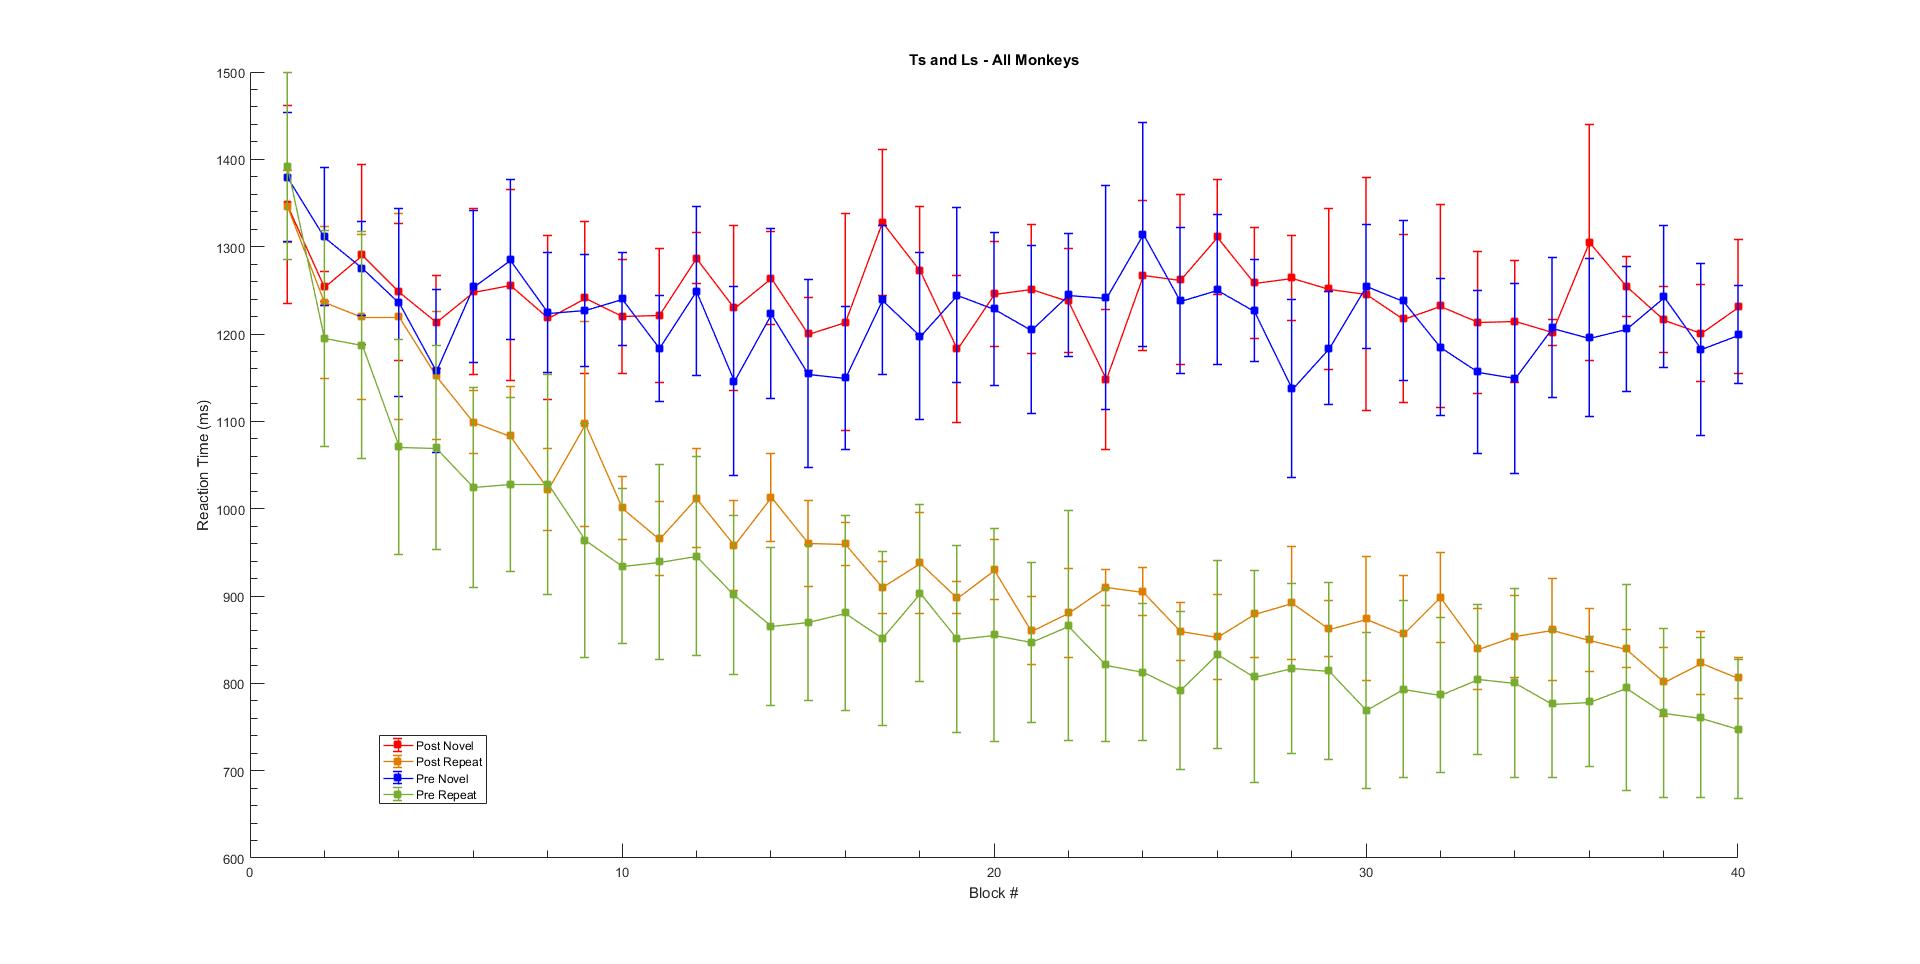 Ts and Ls - All Monkeys
1500
1400
1300
1200
1100
1000
900
800
700
600
Reaction Time (ms)
Post Novel
Post Repeat
Pre Novel
Pre Repeat
0 10 20 30 40
Block #